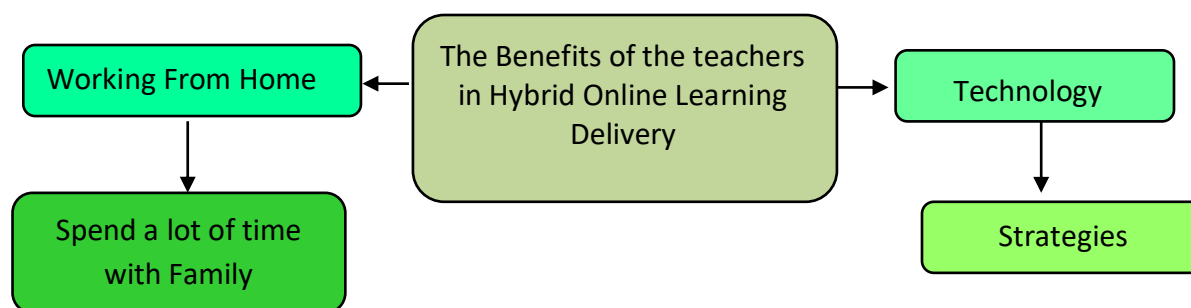 The Benefits of the teachers
in Hybrid Online Learning
Delivery
Working From Home
Technology
Spend a lot of time
with Family
Strategies